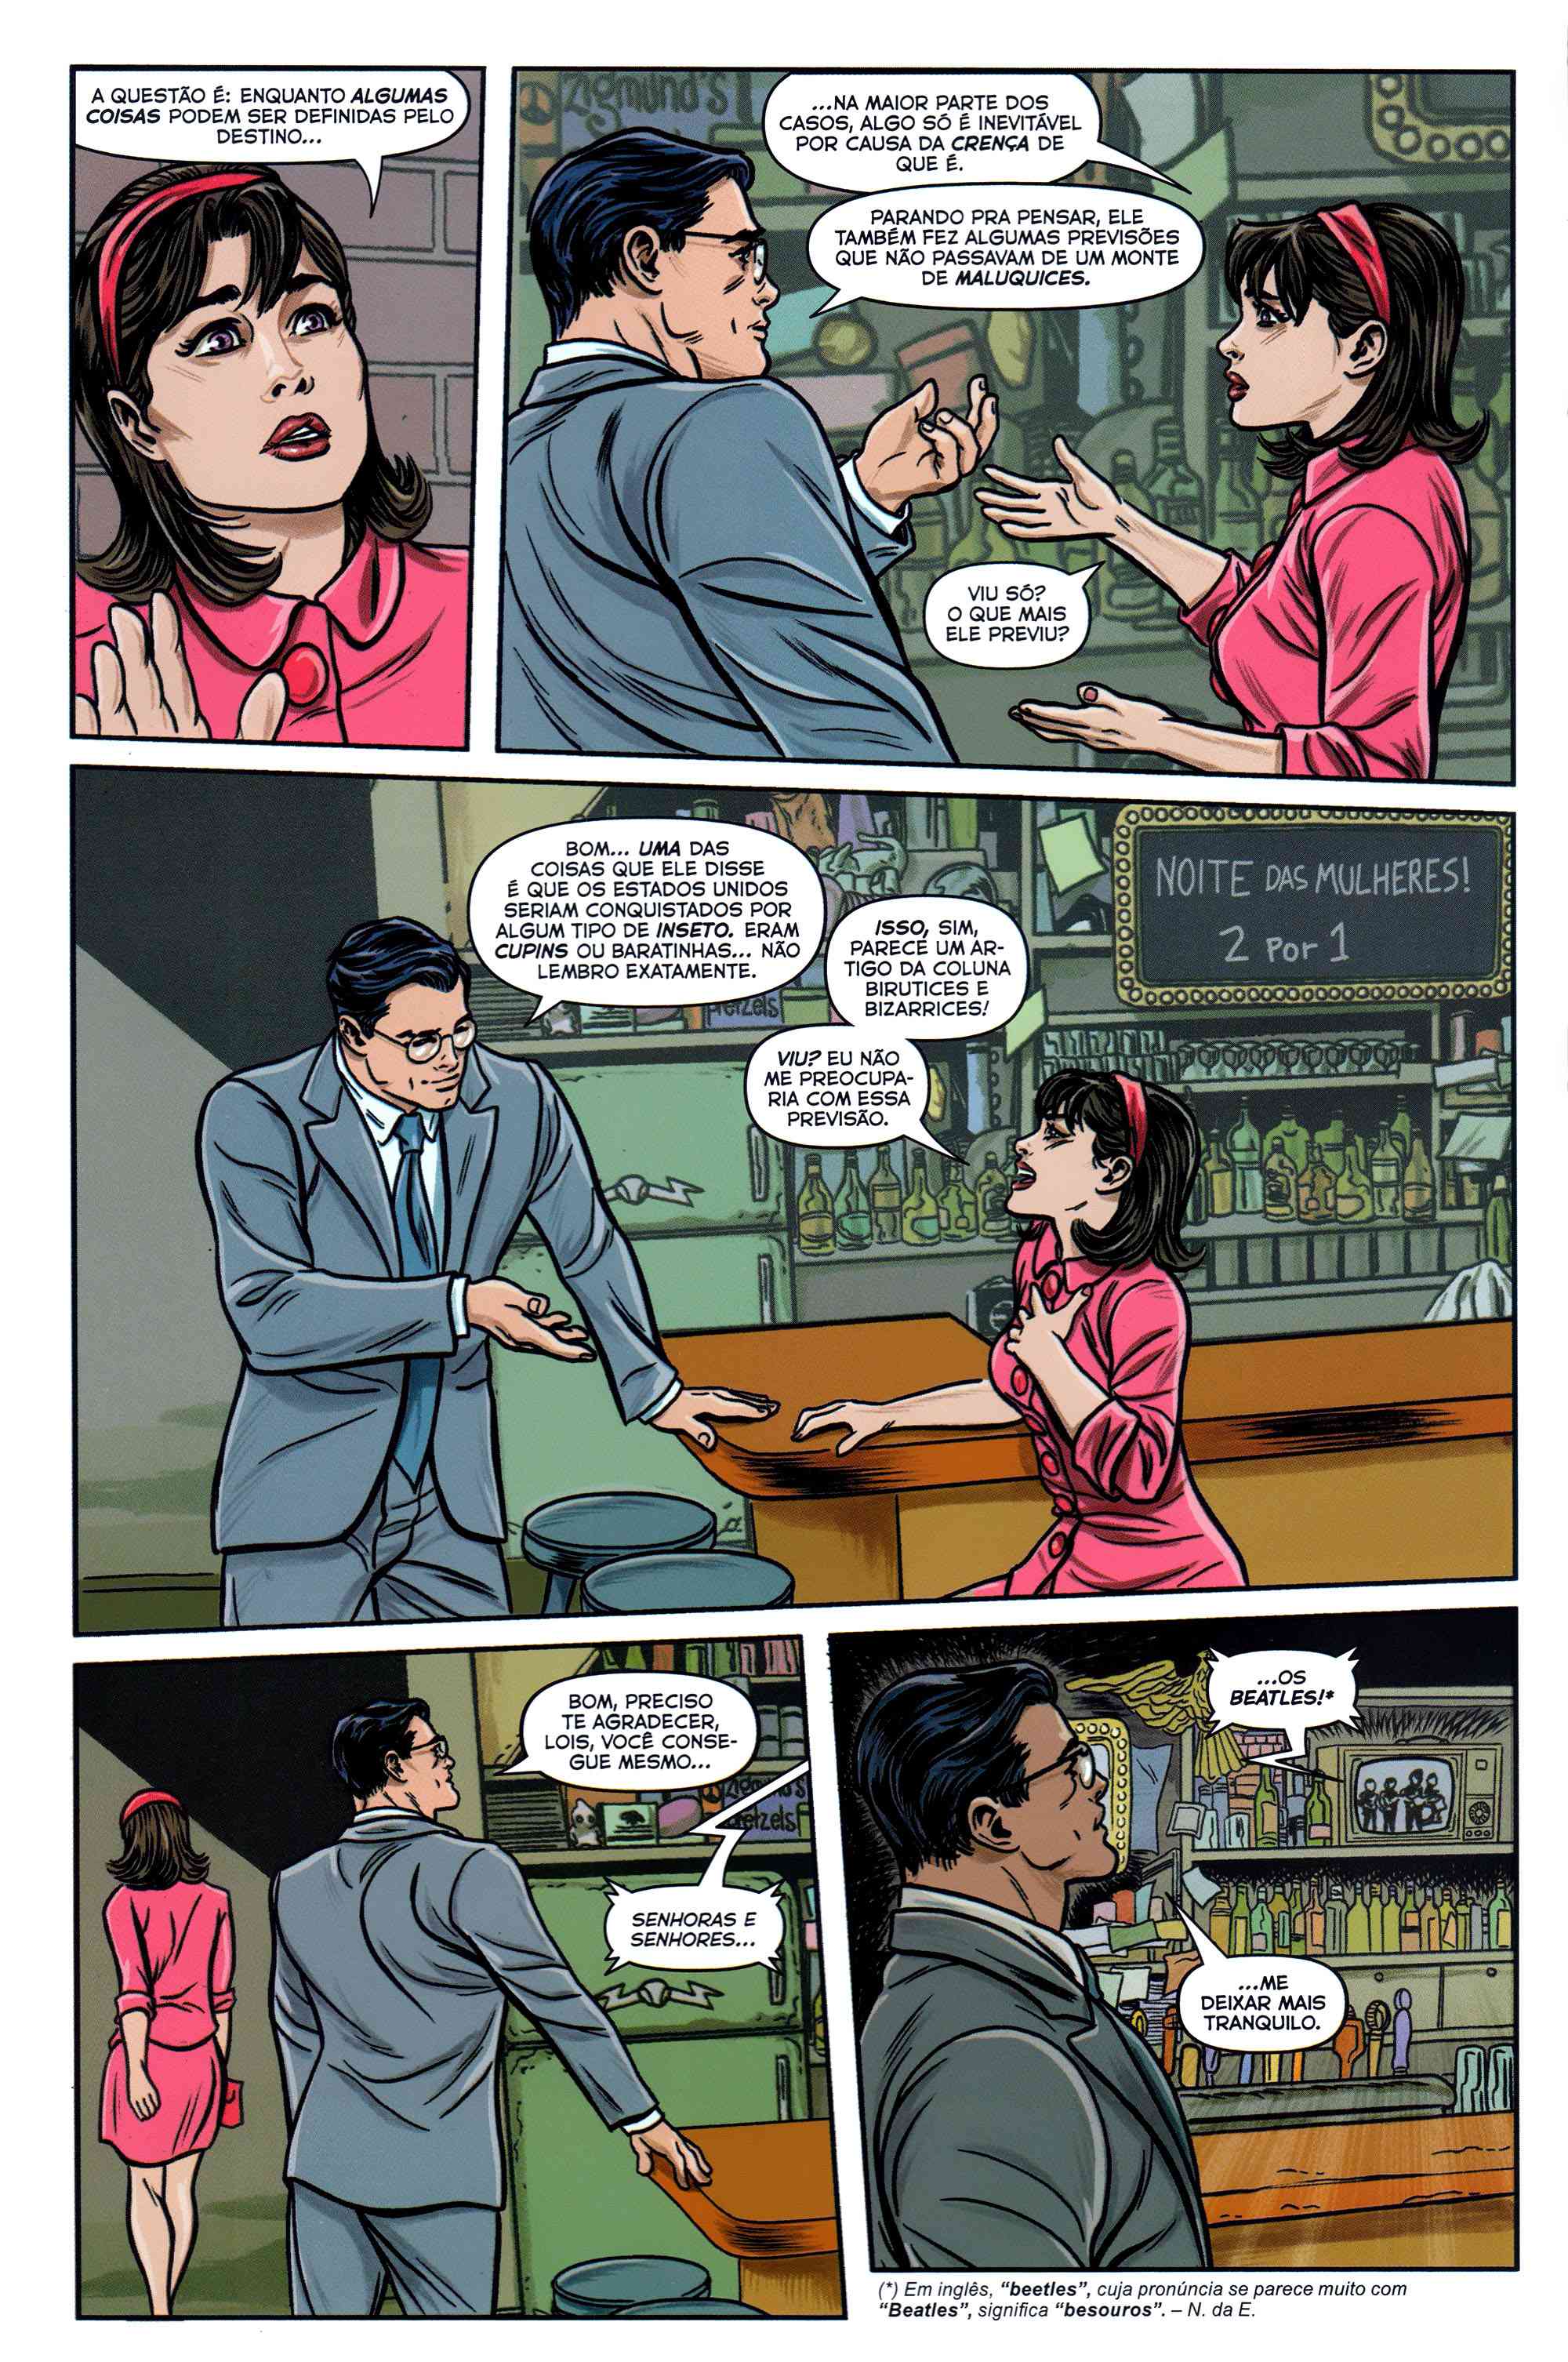 A QUESTÃO É: ENQUANTO ALGUMAS
COISAS PODEM SER DEFINIDAS PELO
DESTINO...
Zigmund's
...NA MAIOR PARTE DOS
CASOS, ALGO SÓ É INEVITÁVEL
POR CAUSA DA CRENÇA DE
QUE É.
PARANDO PRA PENSAR, ELE
TAMBÉM FEZ ALGUMAS PREVISÕES
QUE NÃO PASSAVAM DE UM MONTE
DE MALUQUICES.
VIU SÓ?
O QUE MAIS
ELE PREVIU?
BOM... UMA DAS
COISAS QUE ELE DISSE
É QUE OS ESTADOS UNIDOS
SERIAM CONQUISTADOS POR
ALGUM TIPO DE INSETO. ERAM
CUPINS OU BARATINHAS... NÃO
LEMBRO EXATAMENTE.
ISSO, SIM,
PARECE UM AR-
TIGO DA COLUNA
BIRUTICES E
BIZARRICES!
VIU? EU NÃO
ME PREOCUPA-
RIA COM ESSA
PREVISÃO.
NOITE DAS MULHERES!
2 POR 1
pretzels
BOM, PRECISO
TE AGRADECER,
LOIS, VOCÊ CONSE-
GUE MESMO...
Zigmund's
pretzels
SENHORAS E
SENHORES...
...OS
BEATLES!*
...ME
DEIXAR MAIS
TRANQUILO.
(*) Em inglês, “beetles”, cuja pronúncia se parece muito com
“Beatles”, significa “besouros”. – N. da E.